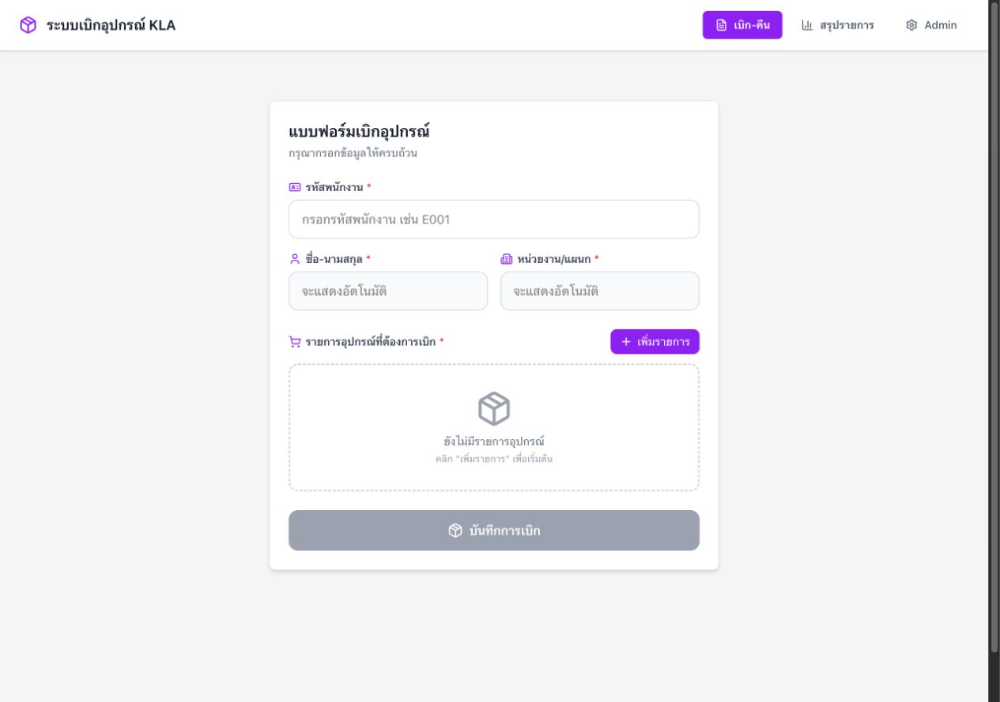 ระบบเบิกอุปกรณ์ KLA
เบิก-คืน
สรุปรายการ
Admin
แบบฟอร์มเบิกอุปกรณ์
กรุณากรอกข้อมูลให้ครบถ้วน
รหัสพนักงาน *
กรอกรหัสพนักงาน เช่น E001
ชื่อ-นามสกุล *
หน่วยงาน/แผนก *
จะแสดงอัตโนมัติ
จะแสดงอัตโนมัติ
รายการอุปกรณ์ที่ต้องการเบิก *
+ เพิ่มรายการ
ยังไม่มีรายการอุปกรณ์
คลิก "เพิ่มรายการ" เพื่อเริ่มต้น
บันทึกการเบิก